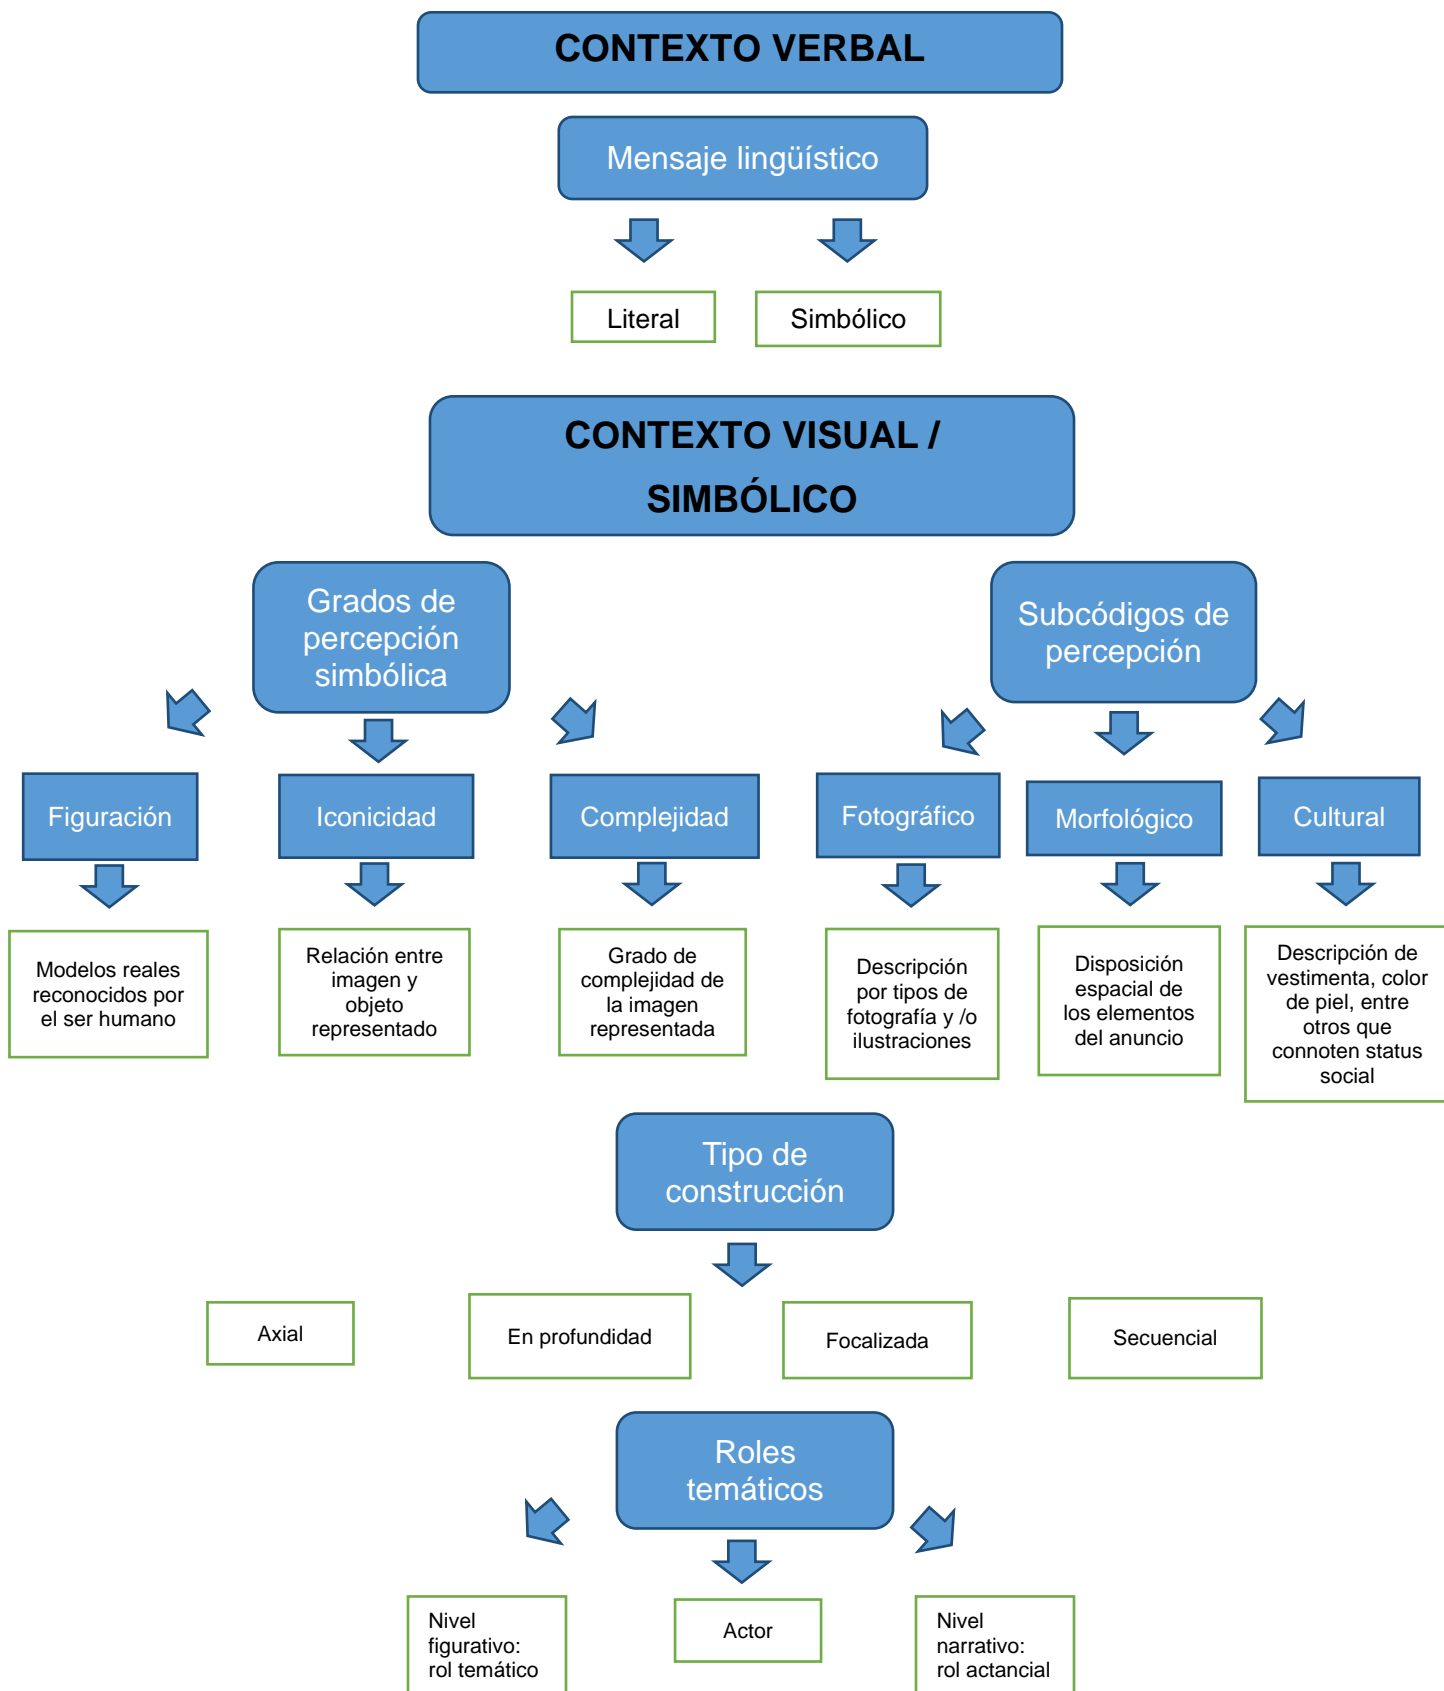 CONTEXTO VERBAL
Mensaje lingüístico
Literal
Simbólico
CONTEXTO VISUAL /
SIMBÓLICO
Grados de
percepción
simbólica
Subcódigos de
percepción
Figuración
Iconicidad
Complejidad
Fotográfico
Morfológico
Cultural
Modelos reales
reconocidos por
el ser humano
Relación entre
imagen y
objeto
representado
Grado de
complejidad de
la imagen
representada
Descripción
por tipos de
fotografía y /o
ilustraciones
Disposición
espacial de
los elementos
del anuncio
Descripción de
vestimenta, color
de piel, entre
otros que
connoten status
social
Tipo de
construcción
Axial
En profundidad
Focalizada
Secuencial
Roles
temáticos
Nivel
figurativo:
rol temático
Actor
Nivel
narrativo:
rol actancial